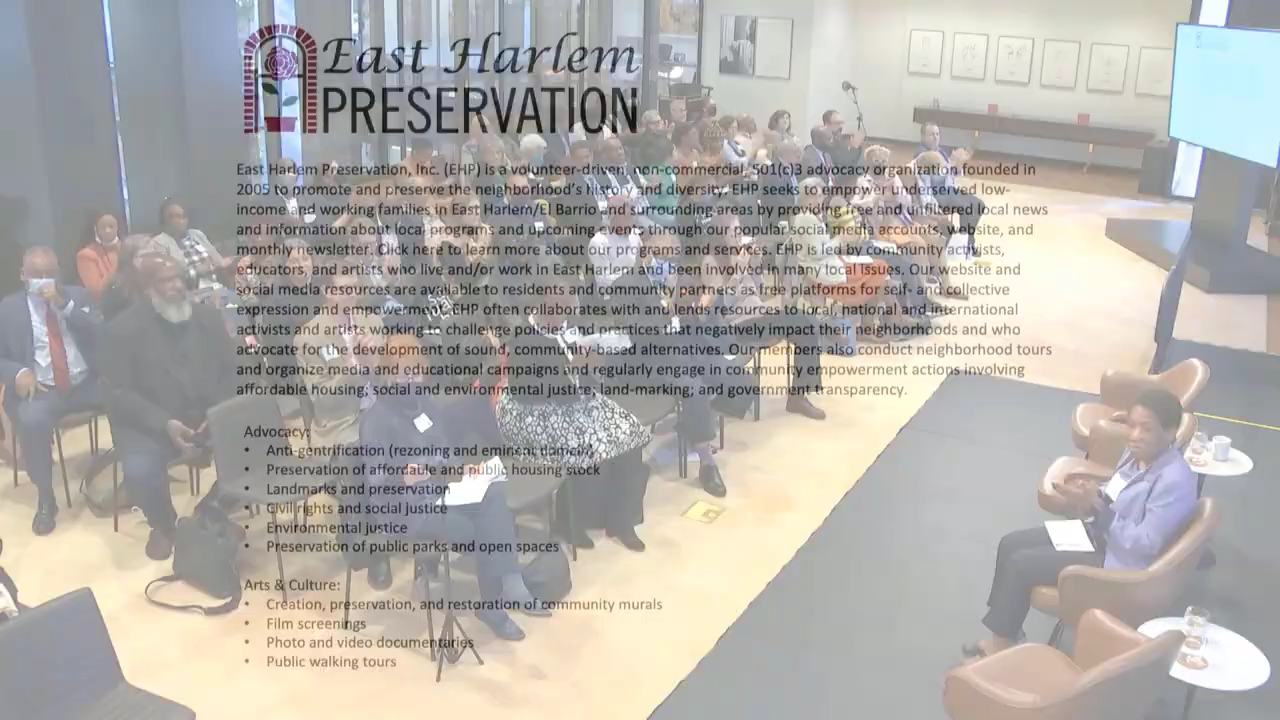 East Harlem
PRESERVATION
East Harlem Preservation, Inc. (EHP) is a volunteer-driven, non-commercial, 501(c)3 advocacy organization founded in
2005 to promote and preserve the neighborhood's history and diversity. EHP seeks to empower underserved low-
income and working families in East Harlem/El Barrio and surrounding areas by providing free and unfiltered local news
and information about local programs and upcoming events through our popular social media accounts, website, and
monthly newsletter. Click here to learn more about our programs and services. EHP is led by community activists,
educators, and artists who live and/or work in East Harlem and been involved in many local issues. Our website and
social media resources are available to residents and community partners as free platforms for self- and collective
expression and empowerment. EHP often collaborates with and lends resources to local, national and international
activists and artists working to challenge policies and practices that negatively impact their neighborhoods and who
advocate for the development of sound, community-based alternatives. Our members also conduct neighborhood tours
and organize media and educational campaigns and regularly engage in community empowerment actions involving
affordable housing; social and environmental justice; land-marking; and government transparency.
Advocacy:
• Anti-gentrification (rezoning and eminent domain)
• Preservation of affordable and public housing stock
• Landmarks and preservation
• Civil rights and social justice
• Environmental justice
• Preservation of public parks and open spaces
Arts & Culture:
• Creation, preservation, and restoration of community murals
• Film screenings
• Photo and video documentaries
• Public walking tours